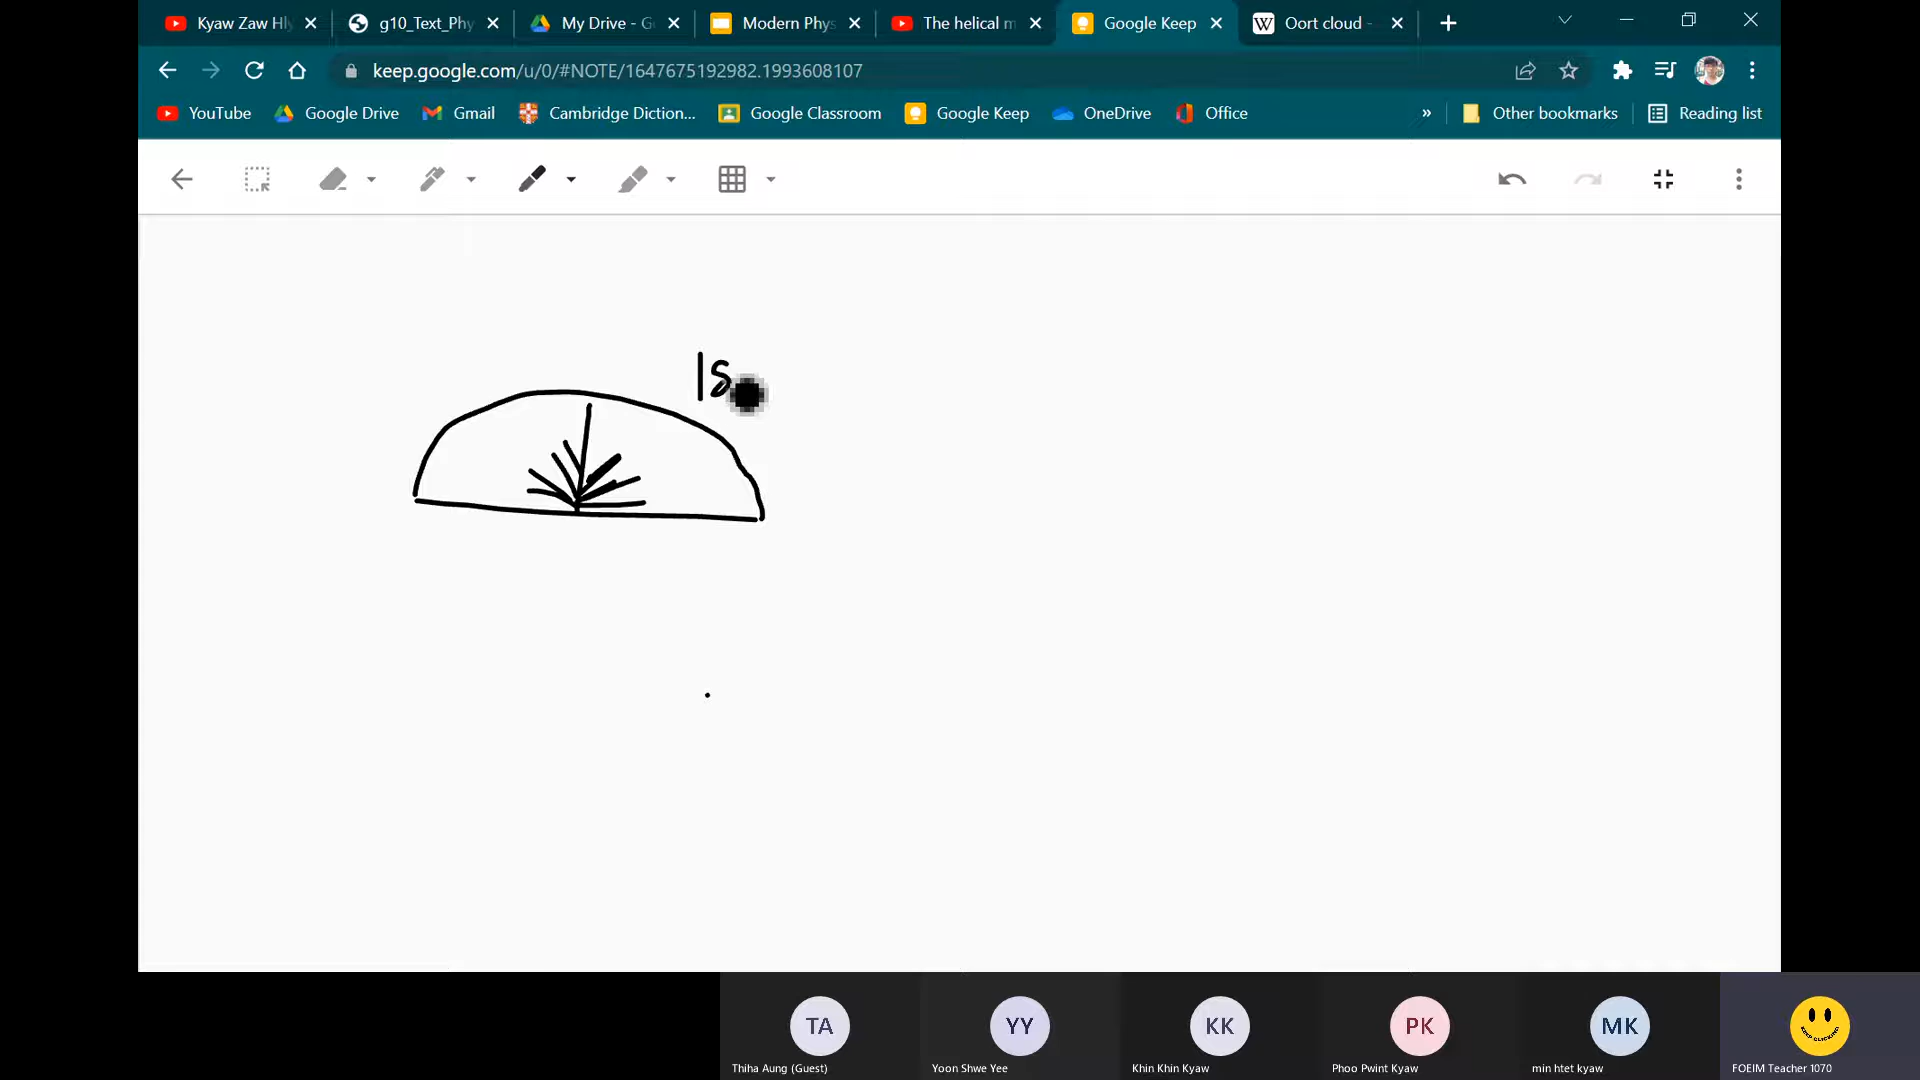 Kyaw Zaw Hl
g10_Text_Phy
My Drive - G
Modern Phys
The helical m
Google Keep
Oort cloud -
keep.google.com/u/0/#NOTE/1647675192982.1993608107
YouTube
Google Drive
Gmail
Cambridge Diction...
Google Classroom
Google Keep
OneDrive
Office
»
Other bookmarks
Reading list
TA
YY
KK
PK
MK
Thiha Aung (Guest)
Yoon Shwe Yee
Khin Khin Kyaw
Phoo Pwint Kyaw
min htet kyaw
FOEIM Teacher 1070